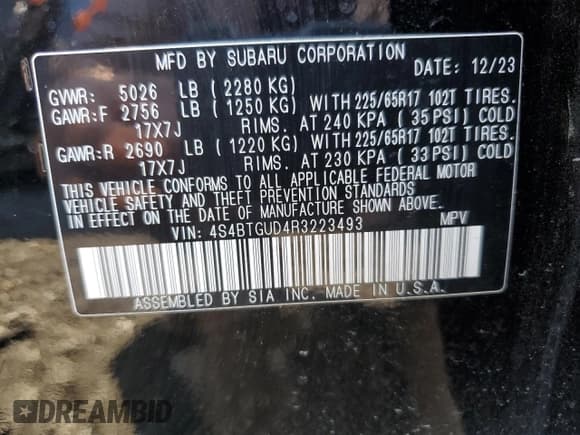 MFD BY SUBARU CORPORATION
DATE: 12/23
GVWR: 5026 LB (2280 KG)
GAWR:F 2756 LB (1250 KG) WITH 225/65R17 102T TIRES.
17X7J RIMS. AT 240 KPA (35 PSI) COLD
GAWR:R 2690 LB (1220 KG) WITH 225/65R17 102T TIRES.
17X7J RIMS. AT 230 KPA (33 PSI) COLD
THIS VEHICLE CONFORMS TO ALL APPLICABLE FEDERAL MOTOR
VEHICLE SAFETY AND THEFT PREVENTION STANDARDS
IN EFFECT ON THE DATE OF MANUFACTURE SHOWN ABOVE.
VIN: 4S4BTGUD4R3223493 MPV
ASSEMBLED BY SIA INC. MADE IN U.S.A.
DREAMBID